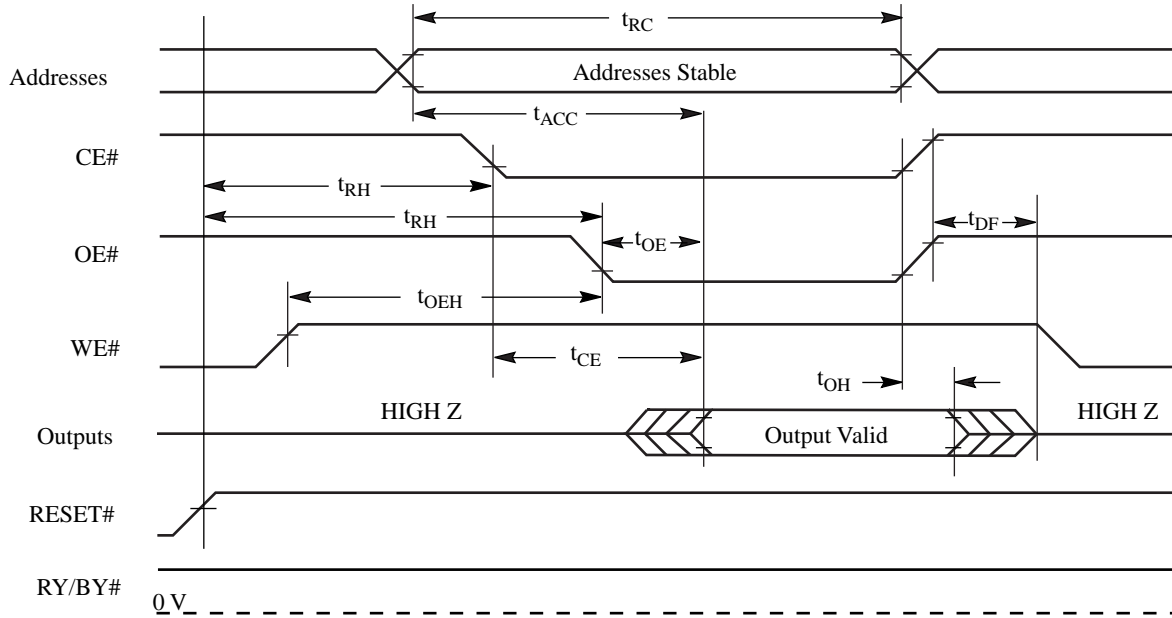 tRC
Addresses
Addresses Stable
tACC
CE#
tRH
tRH
tDF
OE#
tOE
tOEH
WE#
tCE
tOH
HIGH Z
HIGH Z
Outputs
Output Valid
RESET#
RY/BY#
0 V